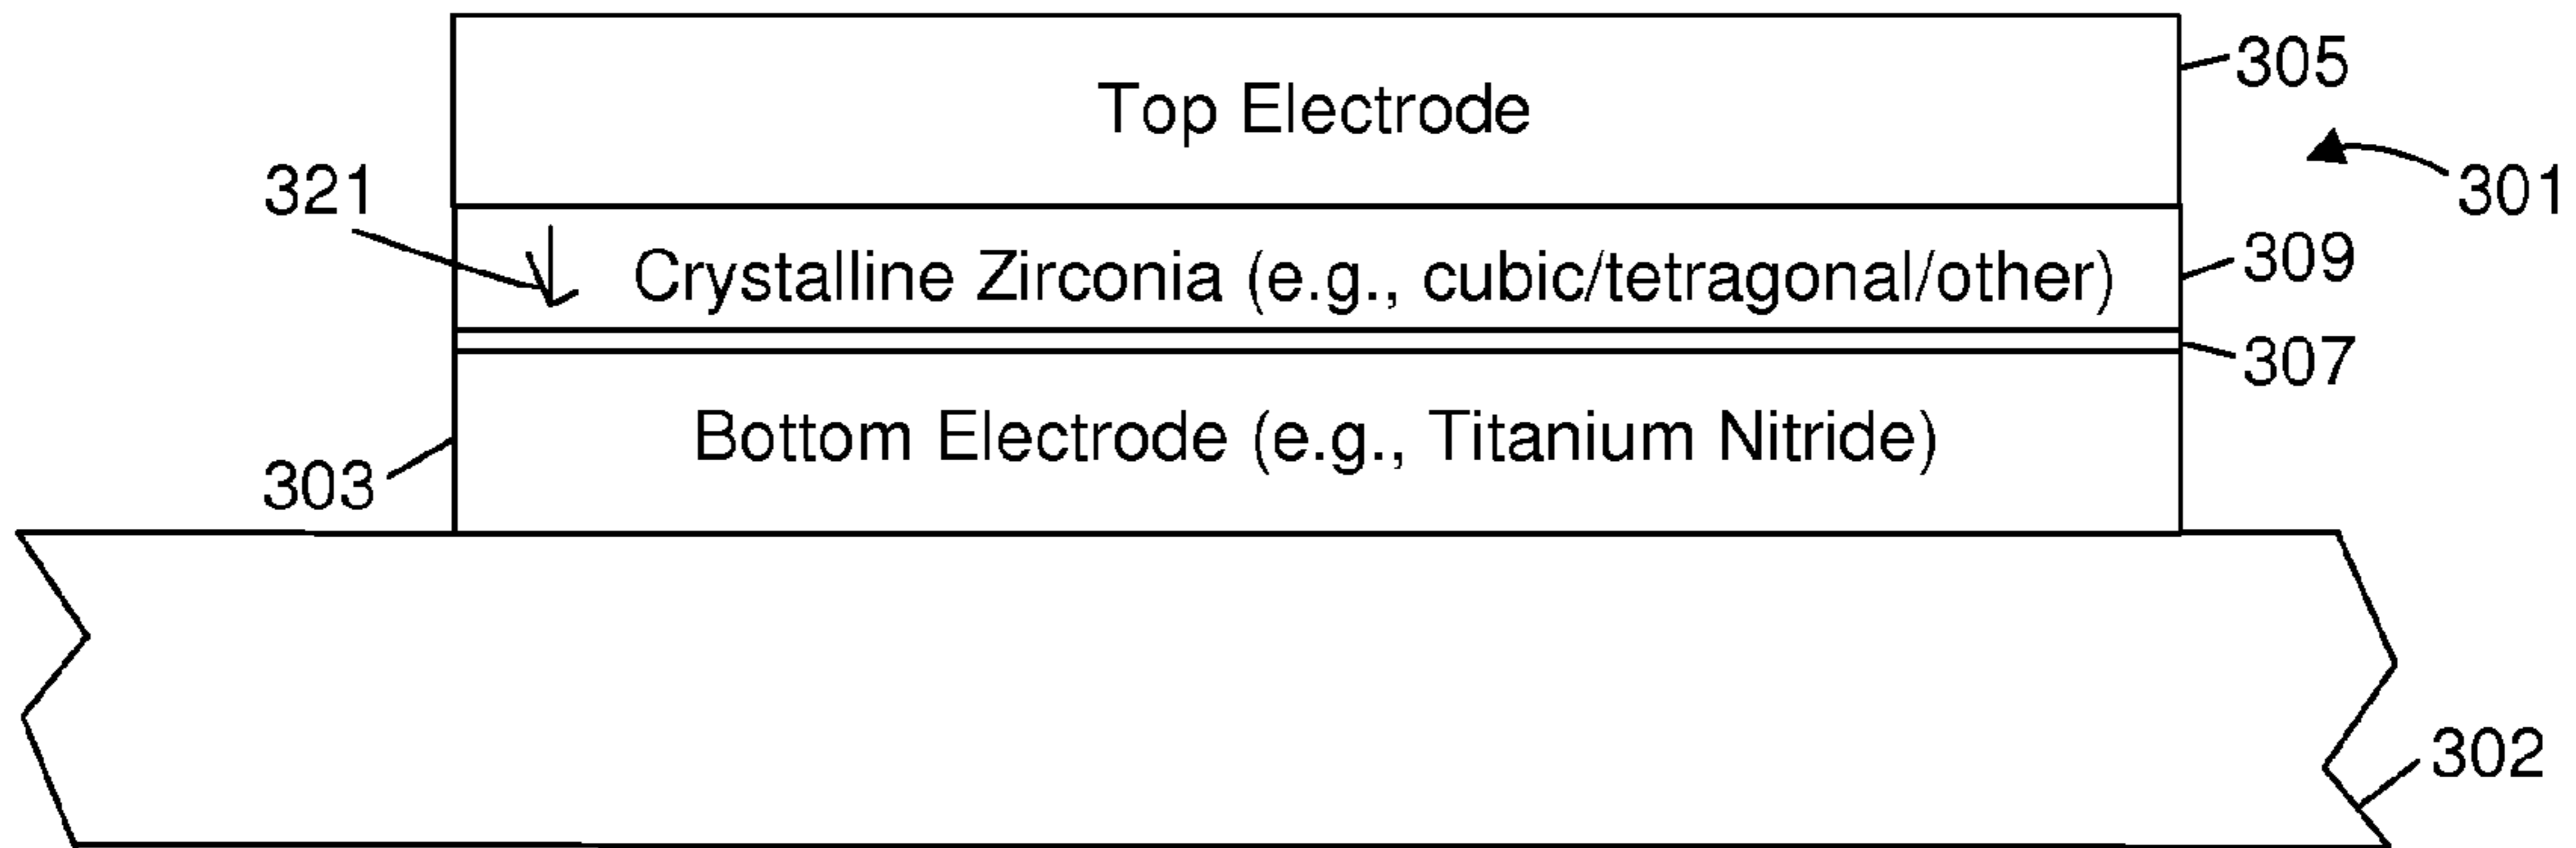 305
Top Electrode
301
321
309
Crystalline Zirconia (e.g., cubic/tetragonal/other)
307
Bottom Electrode (e.g., Titanium Nitride)
303
302